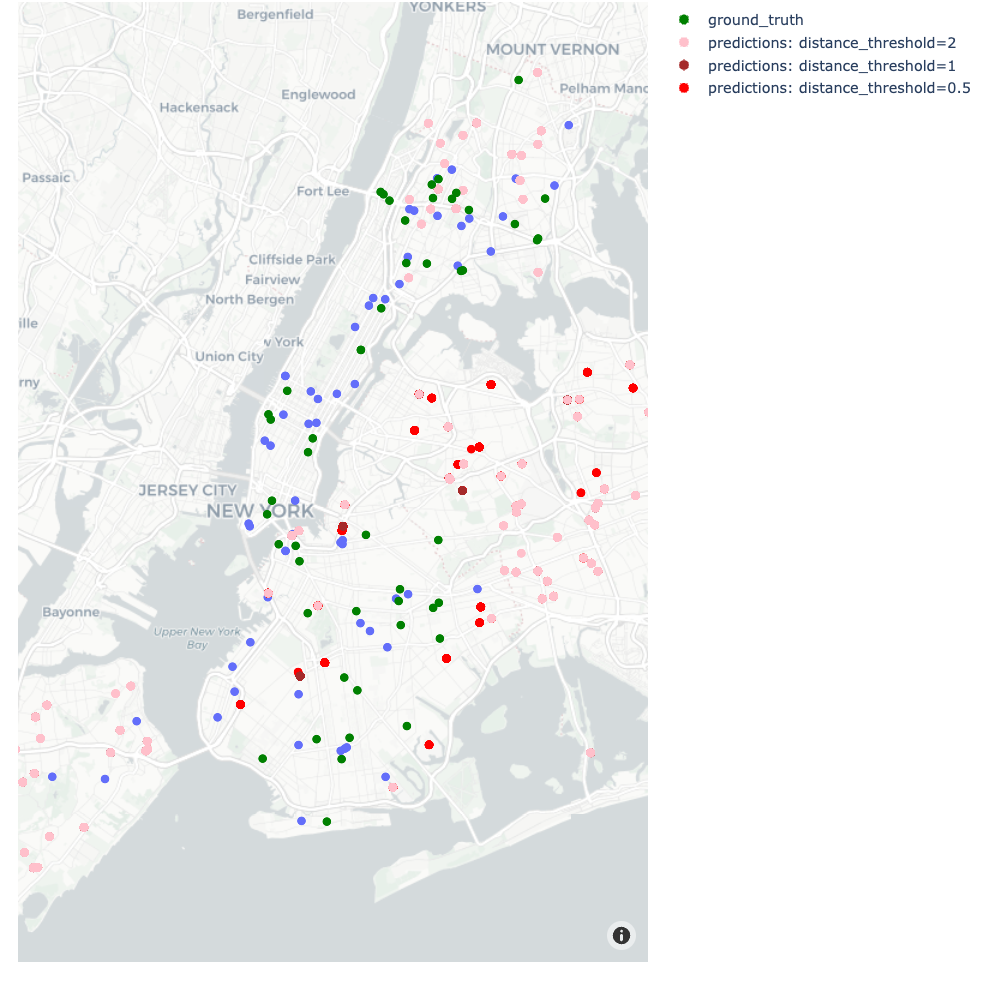 YONKERS
Bergenfield
MOUNT VERNON
Englewood
Pelham Mano
Hackensack
Passaic
Fort Lee
Cliffside Park
Fairview
North Bergen
ille
York
Union City
rny
JERSEY CITY
NEW YORK
Bayonne
Upper New York
Bay
ground_truth
predictions: distance_threshold=2
predictions: distance_threshold=1
predictions: distance_threshold=0.5